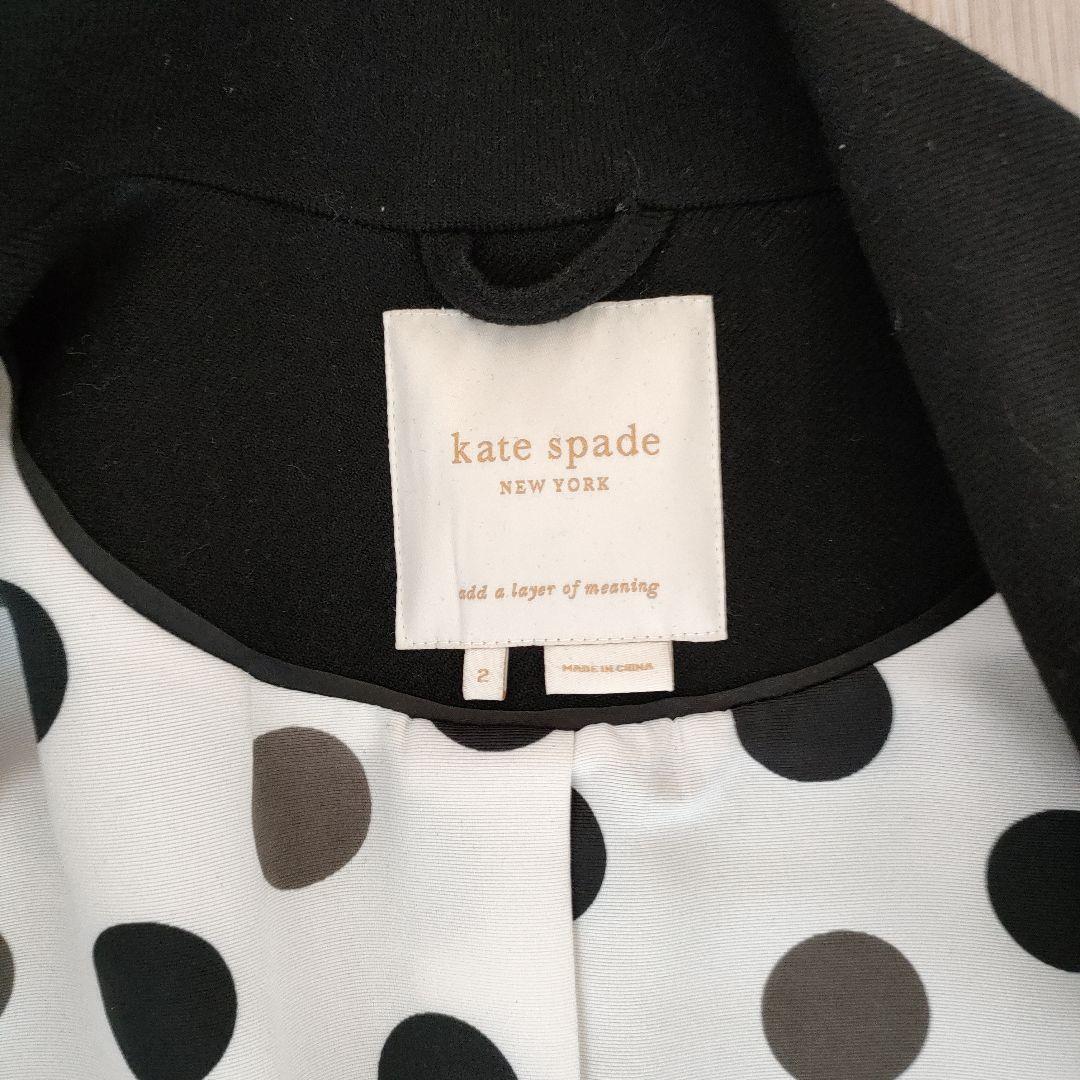 kate spade
NEW YORK
add a layer of meaning
2
MADE IN CHINA